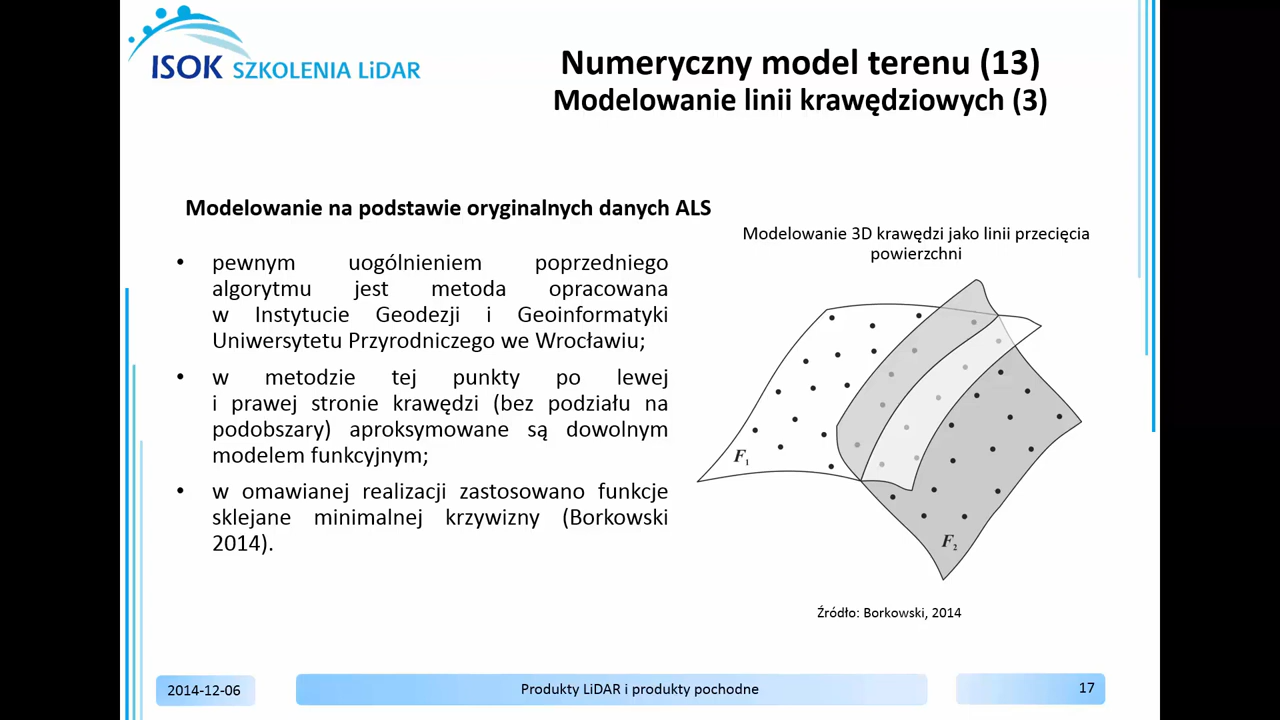 ISOK SZKOLENIA LiDAR
Numeryczny model terenu (13)
Modelowanie linii krawędziowych (3)
Modelowanie na podstawie oryginalnych danych ALS
• pewnym uogólnieniem poprzedniego
algorytmu jest metoda opracowana
w Instytucie Geodezji i Geoinformatyki
Uniwersytetu Przyrodniczego we Wrocławiu;
• w metodzie tej punkty po lewej
i prawej stronie krawędzi (bez podziału na
podobszary) aproksymowane są dowolnym
modelem funkcyjnym;
• w omawianej realizacji zastosowano funkcje
sklejane minimalnej krzywizny (Borkowski
2014).
Modelowanie 3D krawędzi jako linii przecięcia
powierzchni
F₁
F₂
Źródło: Borkowski, 2014
2014-12-06
Produkty LiDAR i produkty pochodne
17